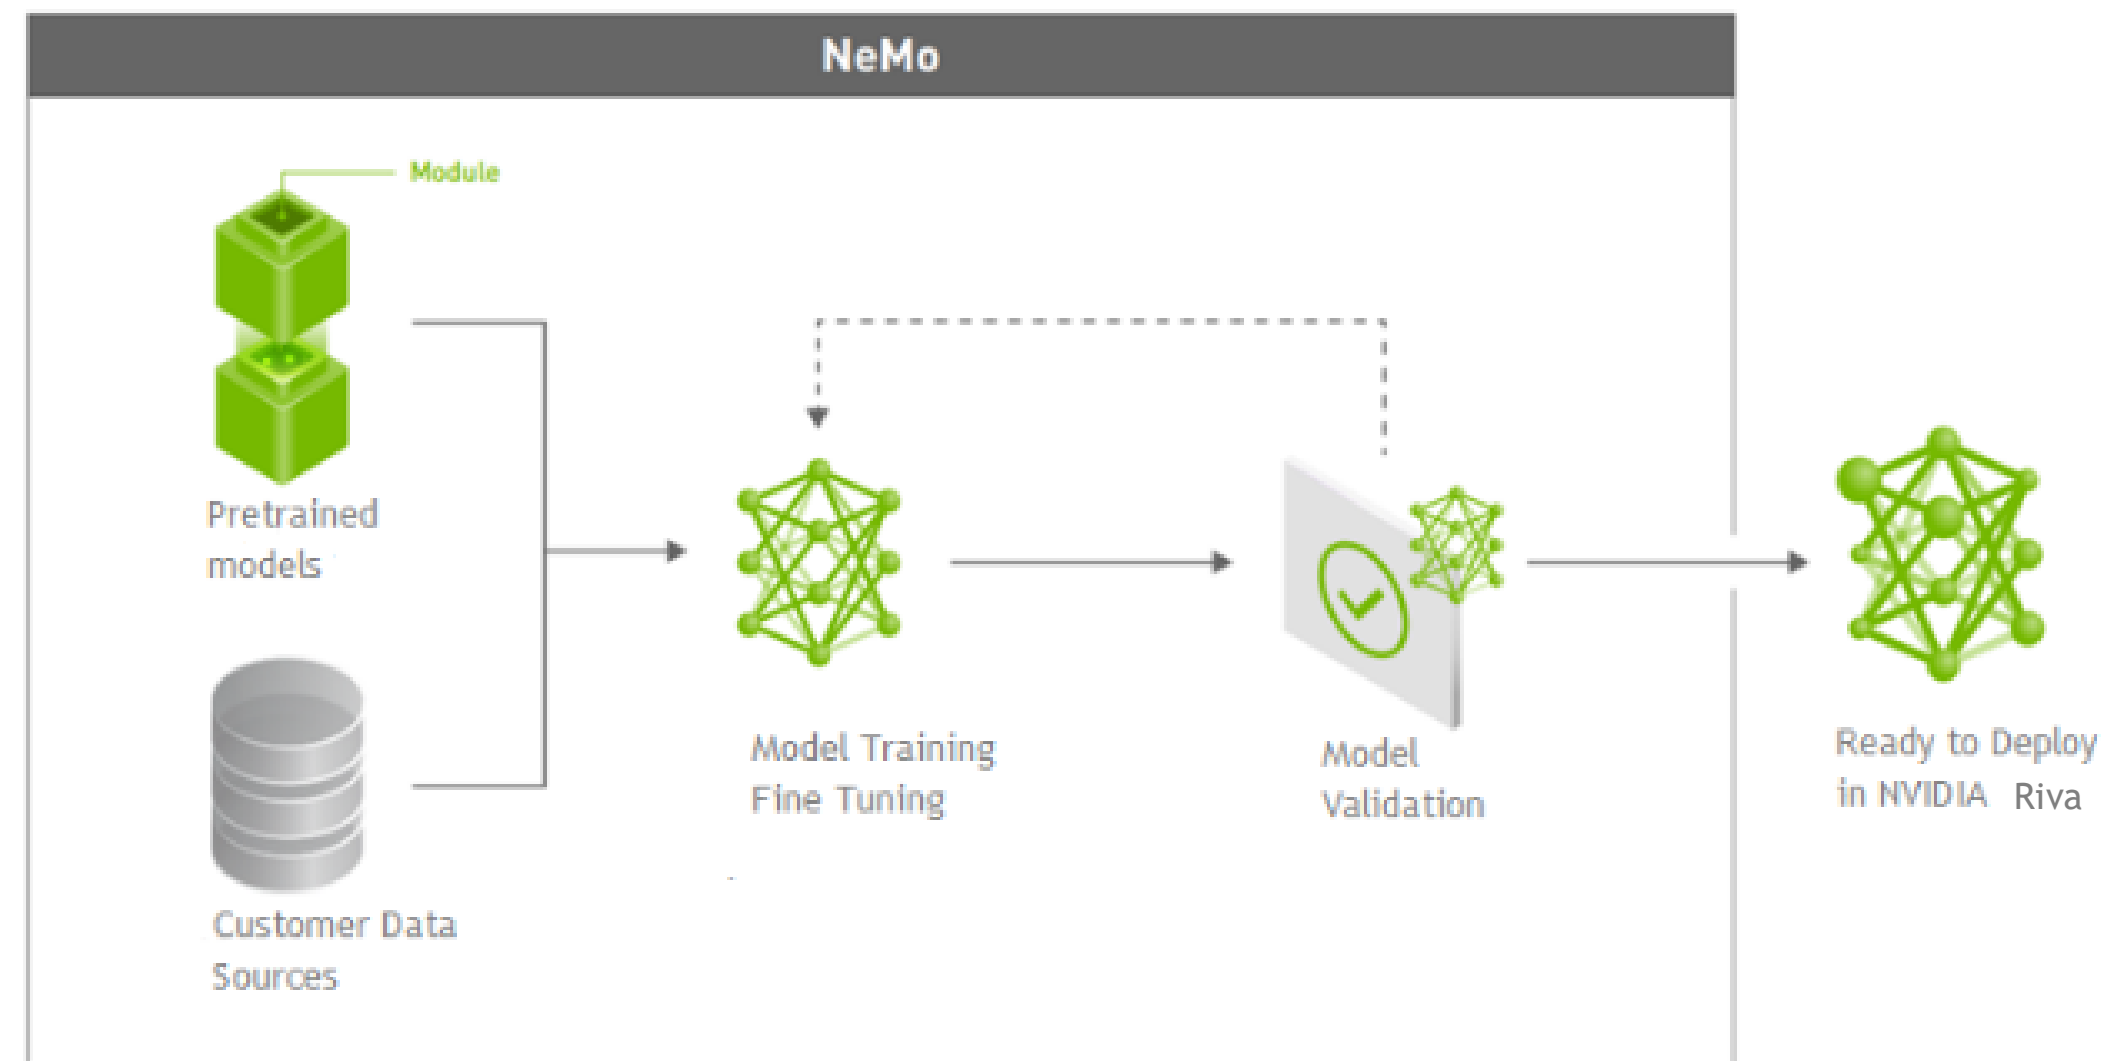 NeMo
Module
Pretrained
models
Customer Data
Sources
Model Training
Fine Tuning
Model
Validation
Ready to Deploy
in NVIDIA Riva